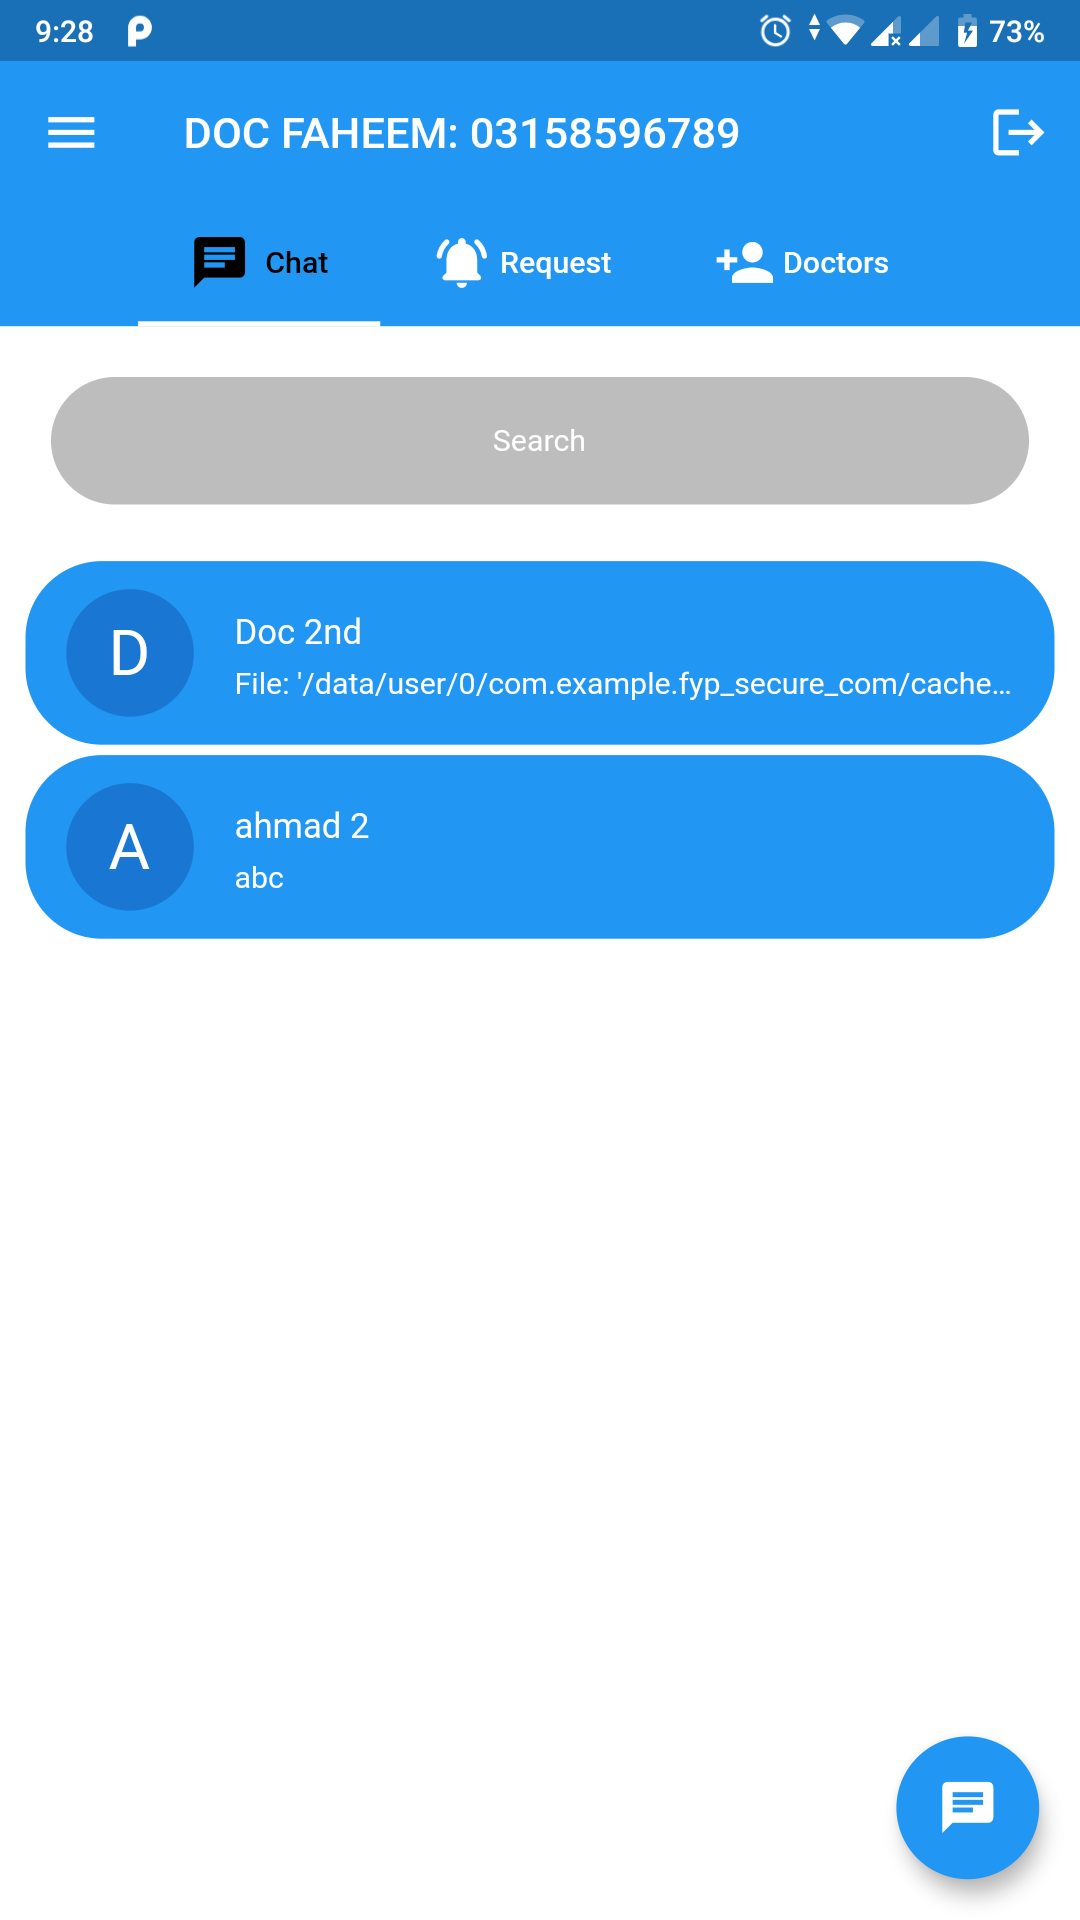 9:28 73%
DOC FAHEEM: 03158596789
Chat Request Doctors
Search
D
Doc 2nd
File: '/data/user/0/com.example.fyp_secure_com/cache...
A
ahmad 2
abc